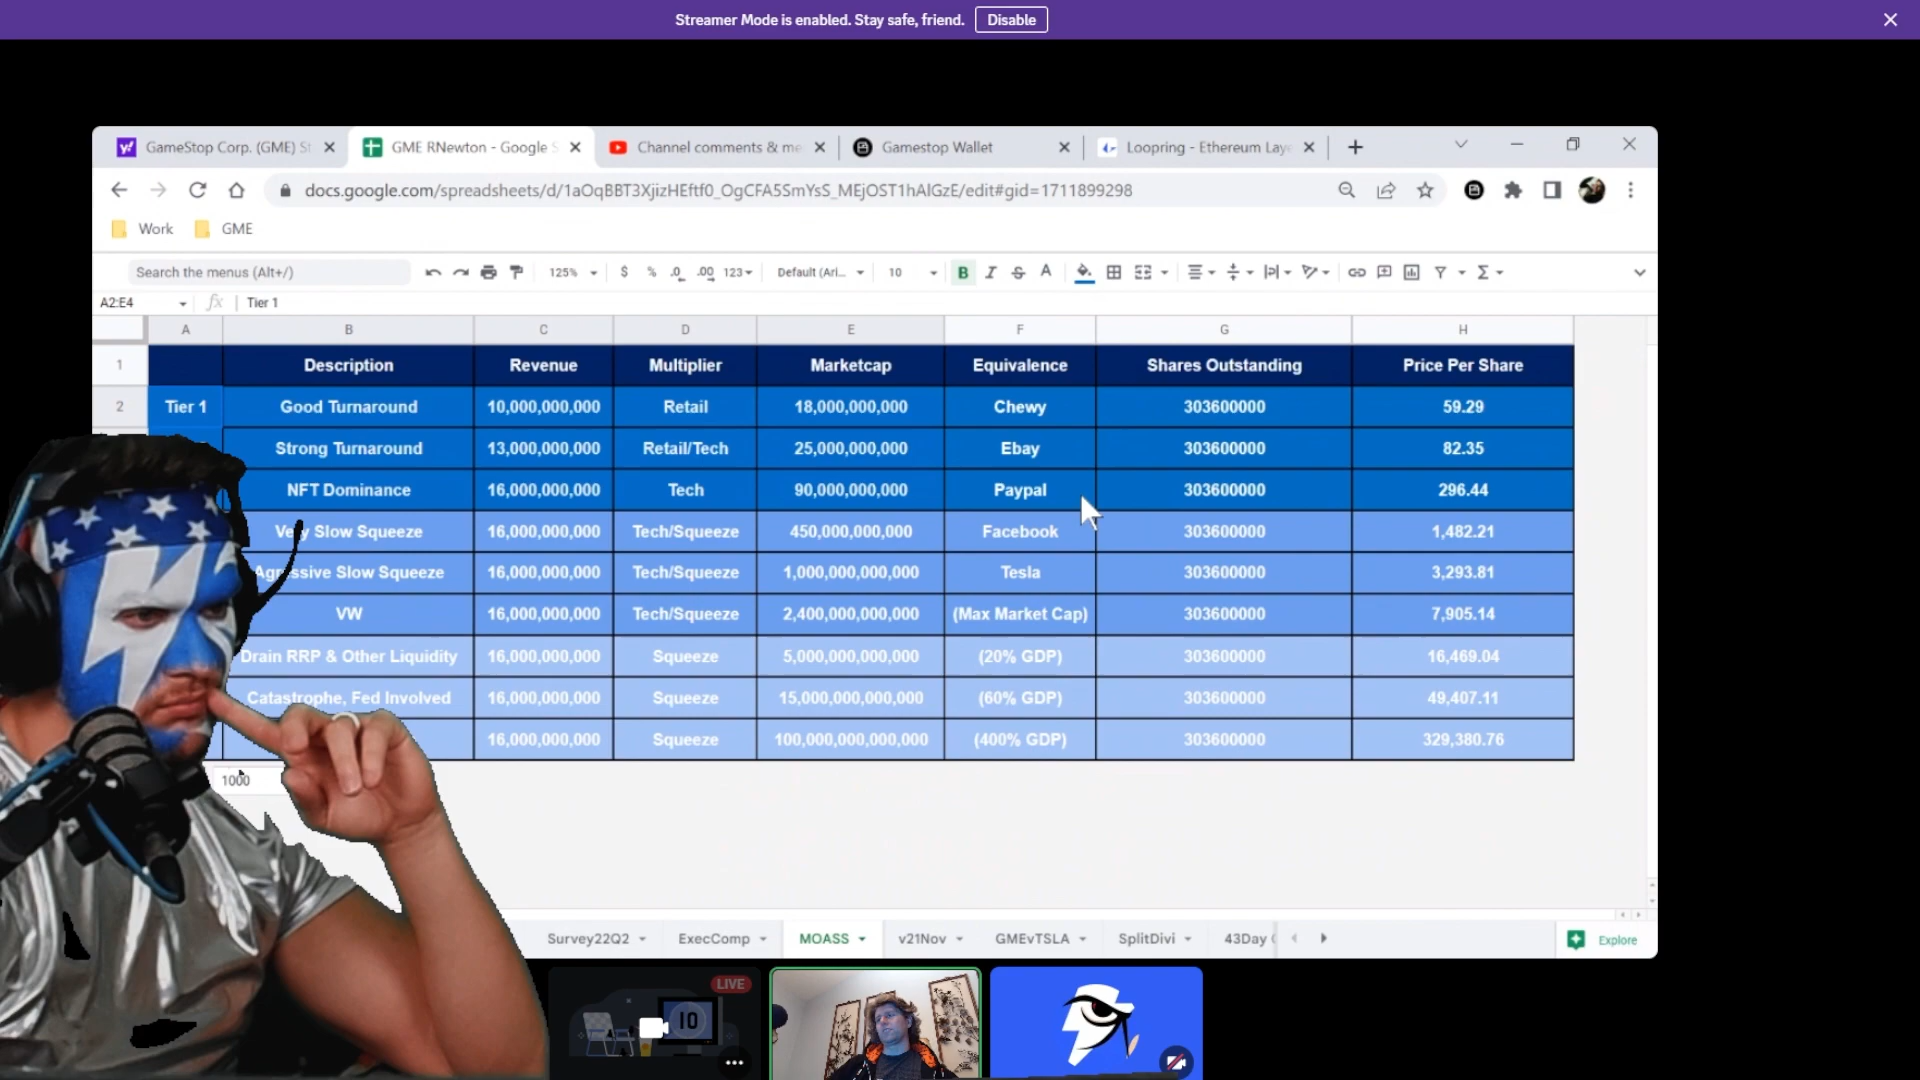 Streamer Mode is enabled. Stay safe, friend. Disable
GameStop Corp. (GME) St
GME RNewton - Google S
Channel comments & me
Gamestop Wallet
Loopring - Ethereum Laye
docs.google.com/spreadsheets/d/1aOqBBT3XjizHEftf0_OgCFA5SmYsS_MEjOST1hAlGzE/edit#gid=1711899298
Work GME
Search the menus (Alt+/) 125% $ % .0 .00 123 Default (Ari... 10 B I S A
A2:E4 fx Tier 1
A B C D E F G H
1 Description Revenue Multiplier Marketcap Equivalence Shares Outstanding Price Per Share
2 Tier 1 Good Turnaround 10,000,000,000 Retail 18,000,000,000 Chewy 303600000 59.29
Strong Turnaround 13,000,000,000 Retail/Tech 25,000,000,000 Ebay 303600000 82.35
NFT Dominance 16,000,000,000 Tech 90,000,000,000 Paypal 303600000 296.44
Very Slow Squeeze 16,000,000,000 Tech/Squeeze 450,000,000,000 Facebook 303600000 1,482.21
Agressive Slow Squeeze 16,000,000,000 Tech/Squeeze 1,000,000,000,000 Tesla 303600000 3,293.81
VW 16,000,000,000 Tech/Squeeze 2,400,000,000,000 (Max Market Cap) 303600000 7,905.14
Drain RRP & Other Liquidity 16,000,000,000 Squeeze 5,000,000,000,000 (20% GDP) 303600000 16,469.04
Catastrophe, Fed Involved 16,000,000,000 Squeeze 15,000,000,000,000 (60% GDP) 303600000 49,407.11
16,000,000,000 Squeeze 100,000,000,000,000 (400% GDP) 303600000 329,380.76
1000
Survey22Q2 ExecComp MOASS v21Nov GMEvTSLA SplitDivi 43Day Explore
LIVE
10